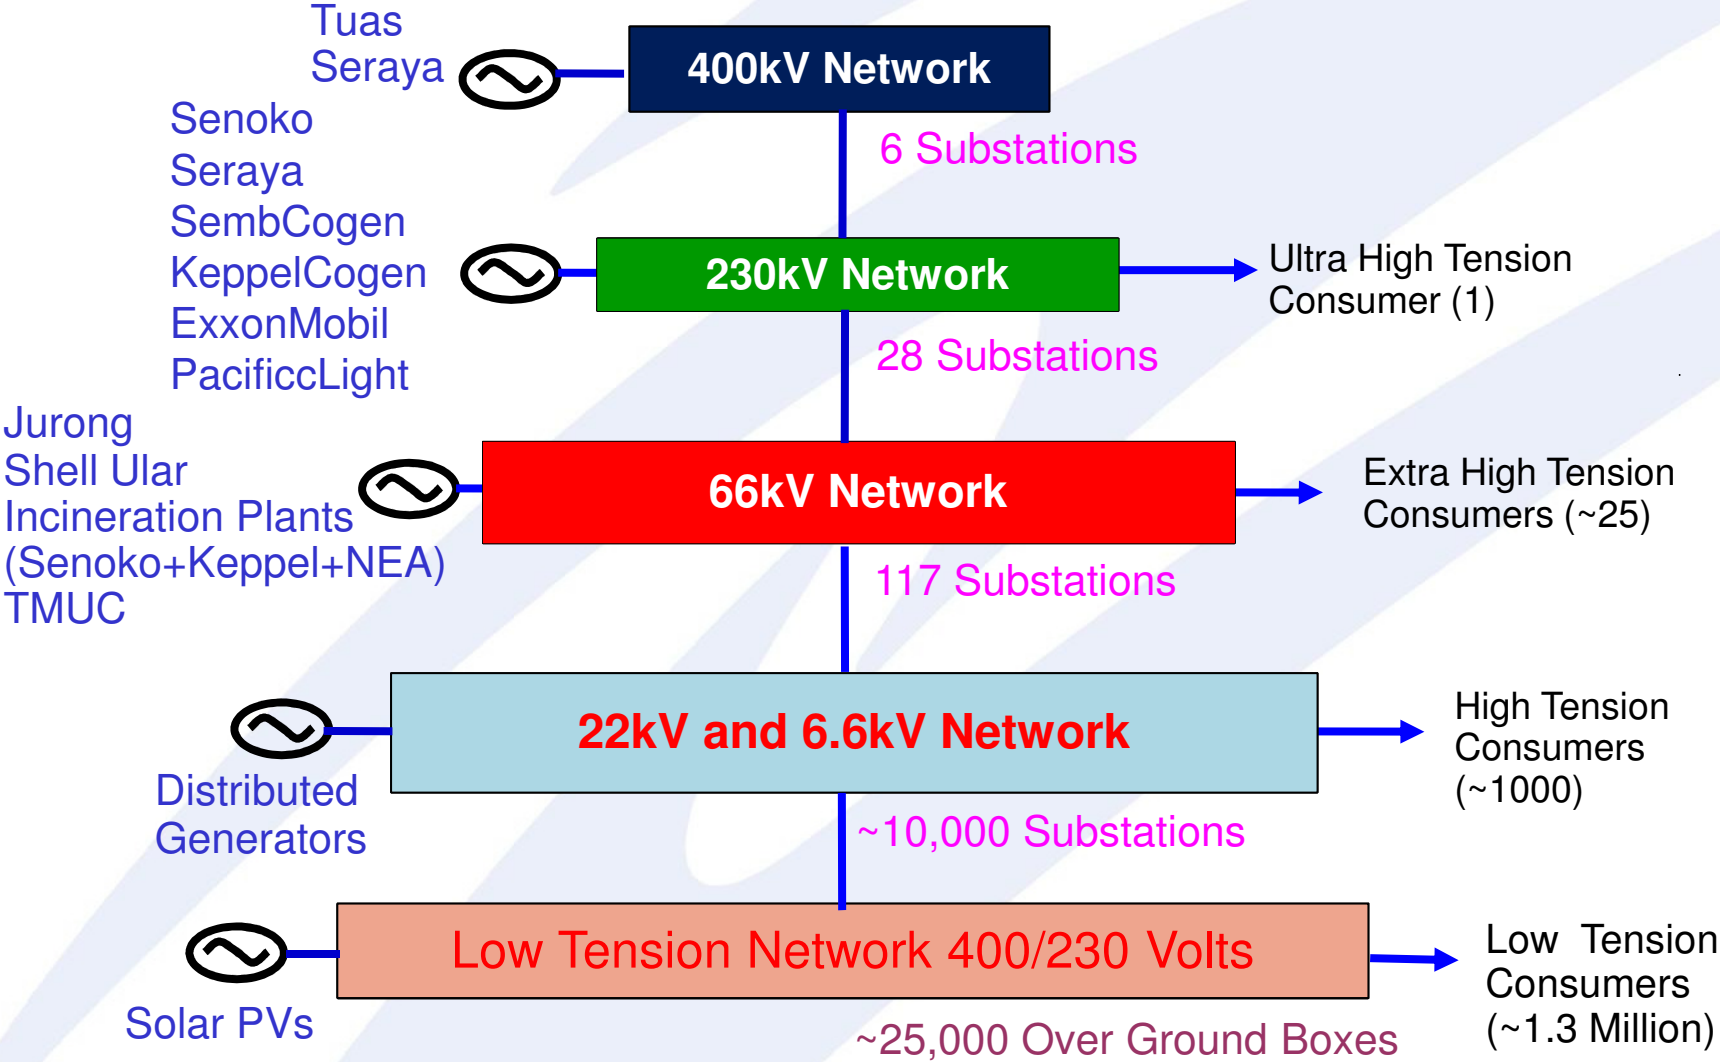 Tuas
Seraya
400kV Network
6 Substations
Senoko
Seraya
SembCogen
KeppelCogen
ExxonMobil
PacificcLight
230kV Network
Ultra High Tension
Consumer (1)
28 Substations
Jurong
Shell Ular
Incineration Plants
(Senoko+Keppel+NEA)
TMUC
66kV Network
Extra High Tension
Consumers (~25)
117 Substations
22kV and 6.6kV Network
High Tension
Consumers
(~1000)
Distributed
Generators
~10,000 Substations
Low Tension Network 400/230 Volts
Low Tension
Consumers
(~1.3 Million)
Solar PVs
~25,000 Over Ground Boxes